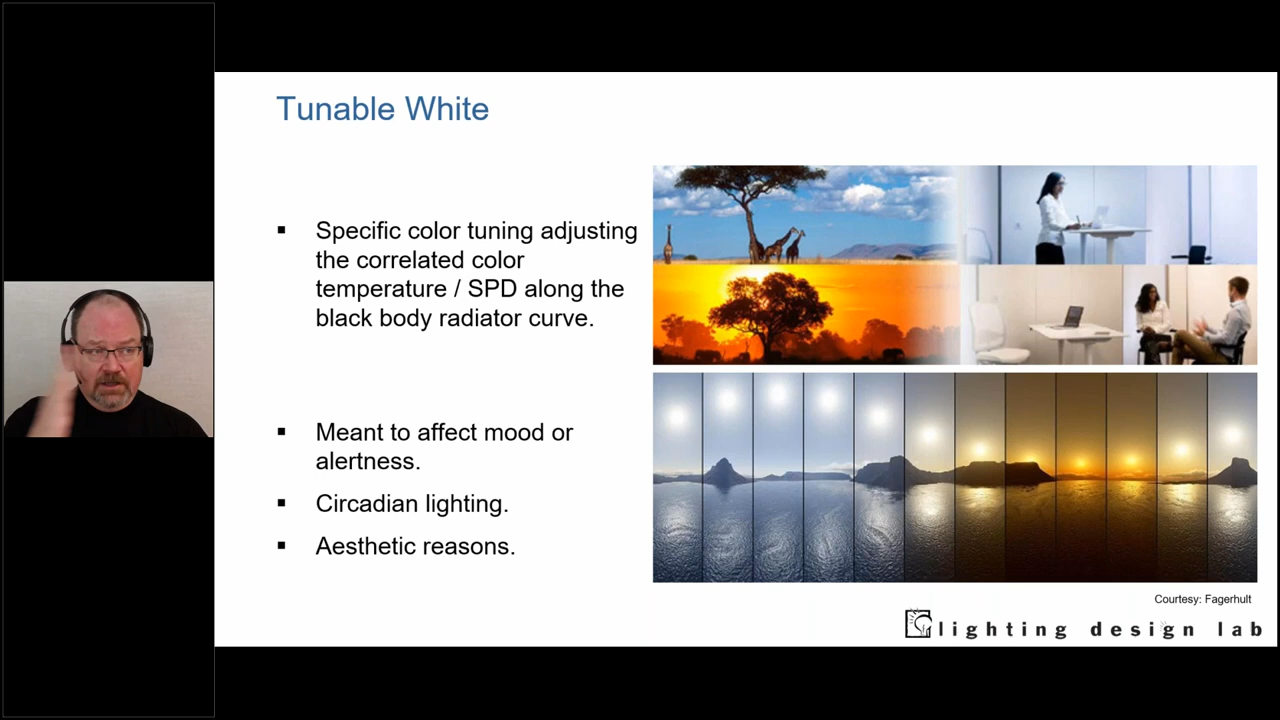 Tunable White
▪ Specific color tuning adjusting
the correlated color
temperature / SPD along the
black body radiator curve.
▪ Meant to affect mood or
alertness.
▪ Circadian lighting.
▪ Aesthetic reasons.
Courtesy: Fagerhult
lighting design lab